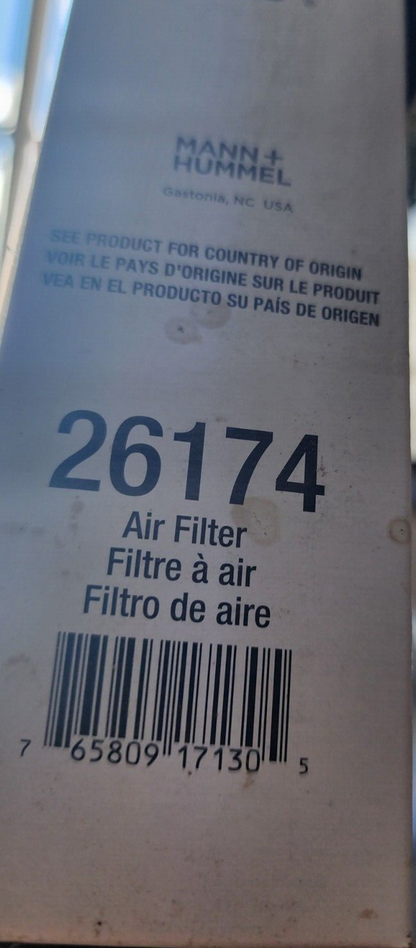 MANN+
HUMMEL
Gastonia, NC USA
SEE PRODUCT FOR COUNTRY OF ORIGIN
VOIR LE PAYS D'ORIGINE SUR LE PRODUIT
VEA EN EL PRODUCTO SU PAÍS DE ORIGEN
26174
Air Filter
Filtre à air
Filtro de aire
7 65809 17130 5